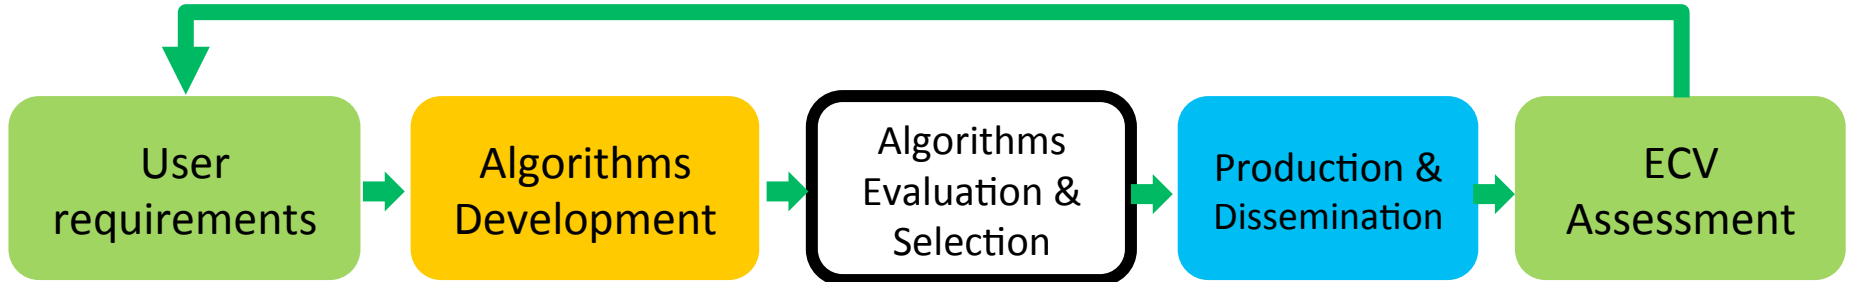 User
requirements
Algorithms
Development
Algorithms
Evaluation &
Selection
Production &
Dissemination
ECV
Assessment